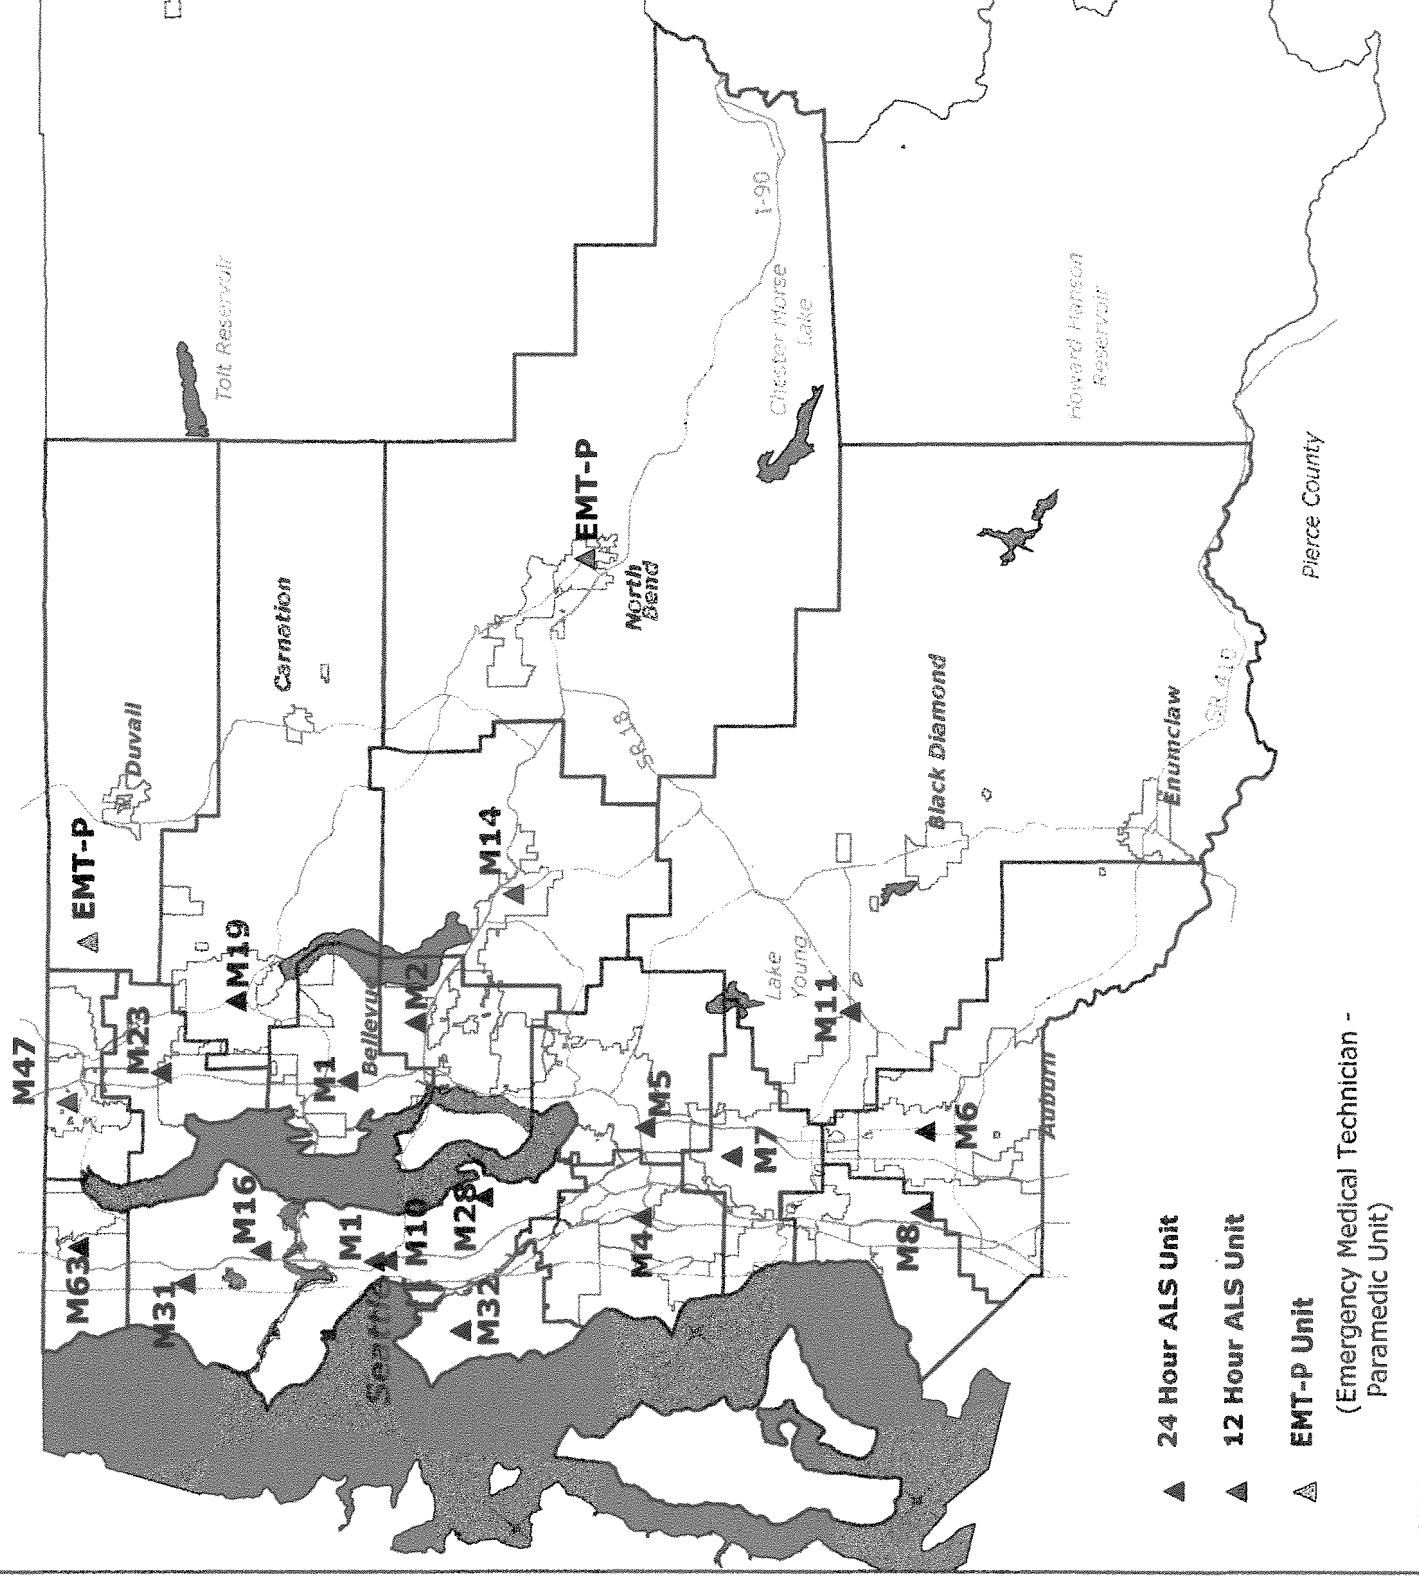 M47
M63
EMT-P
Duvall
Tolt Reservoir
M23
M31
M19
M16
Carnation
M1
Bellevue
M1
M2
M10
Seattle
M28
M32
M14
EMT-P
North
Bend
SR 18
I-90
Chester Morse
Lake
M5
M4
M7
Lake
Young
M11
Black Diamond
Howard Hanson
Reservoir
M6
M8
Auburn
Enumclaw
SR 410
Pierce County
24 Hour ALS Unit
12 Hour ALS Unit
EMT-P Unit
(Emergency Medical Technician -
Paramedic Unit)